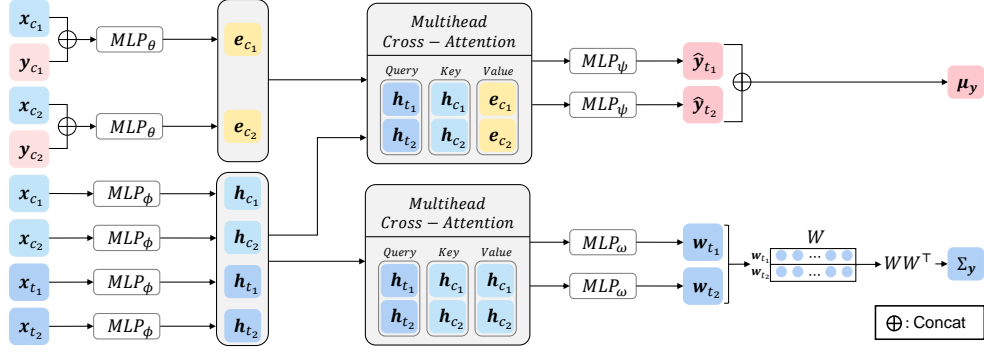 x_{c_1}
y_{c_1}
MLP_θ
e_{c_1}
x_{c_2}
y_{c_2}
MLP_θ
e_{c_2}
x_{c_1}
MLP_ϕ
h_{c_1}
x_{c_2}
MLP_ϕ
h_{c_2}
x_{t_1}
MLP_ϕ
h_{t_1}
x_{t_2}
MLP_ϕ
h_{t_2}
Multihead
Cross − Attention
Query Key Value
h_{t_1} h_{c_1} e_{c_1}
h_{t_2} h_{c_2} e_{c_2}
MLP_ψ
ŷ_{t_1}
MLP_ψ
ŷ_{t_2}
μ_y
Multihead
Cross − Attention
Query Key Value
h_{t_1} h_{c_1} h_{c_1}
h_{t_2} h_{c_2} h_{c_2}
MLP_ω
w_{t_1}
MLP_ω
w_{t_2}
W
w_{t_1} ...
w_{t_2} ...
WW^⊤
Σ_y
⊕ : Concat